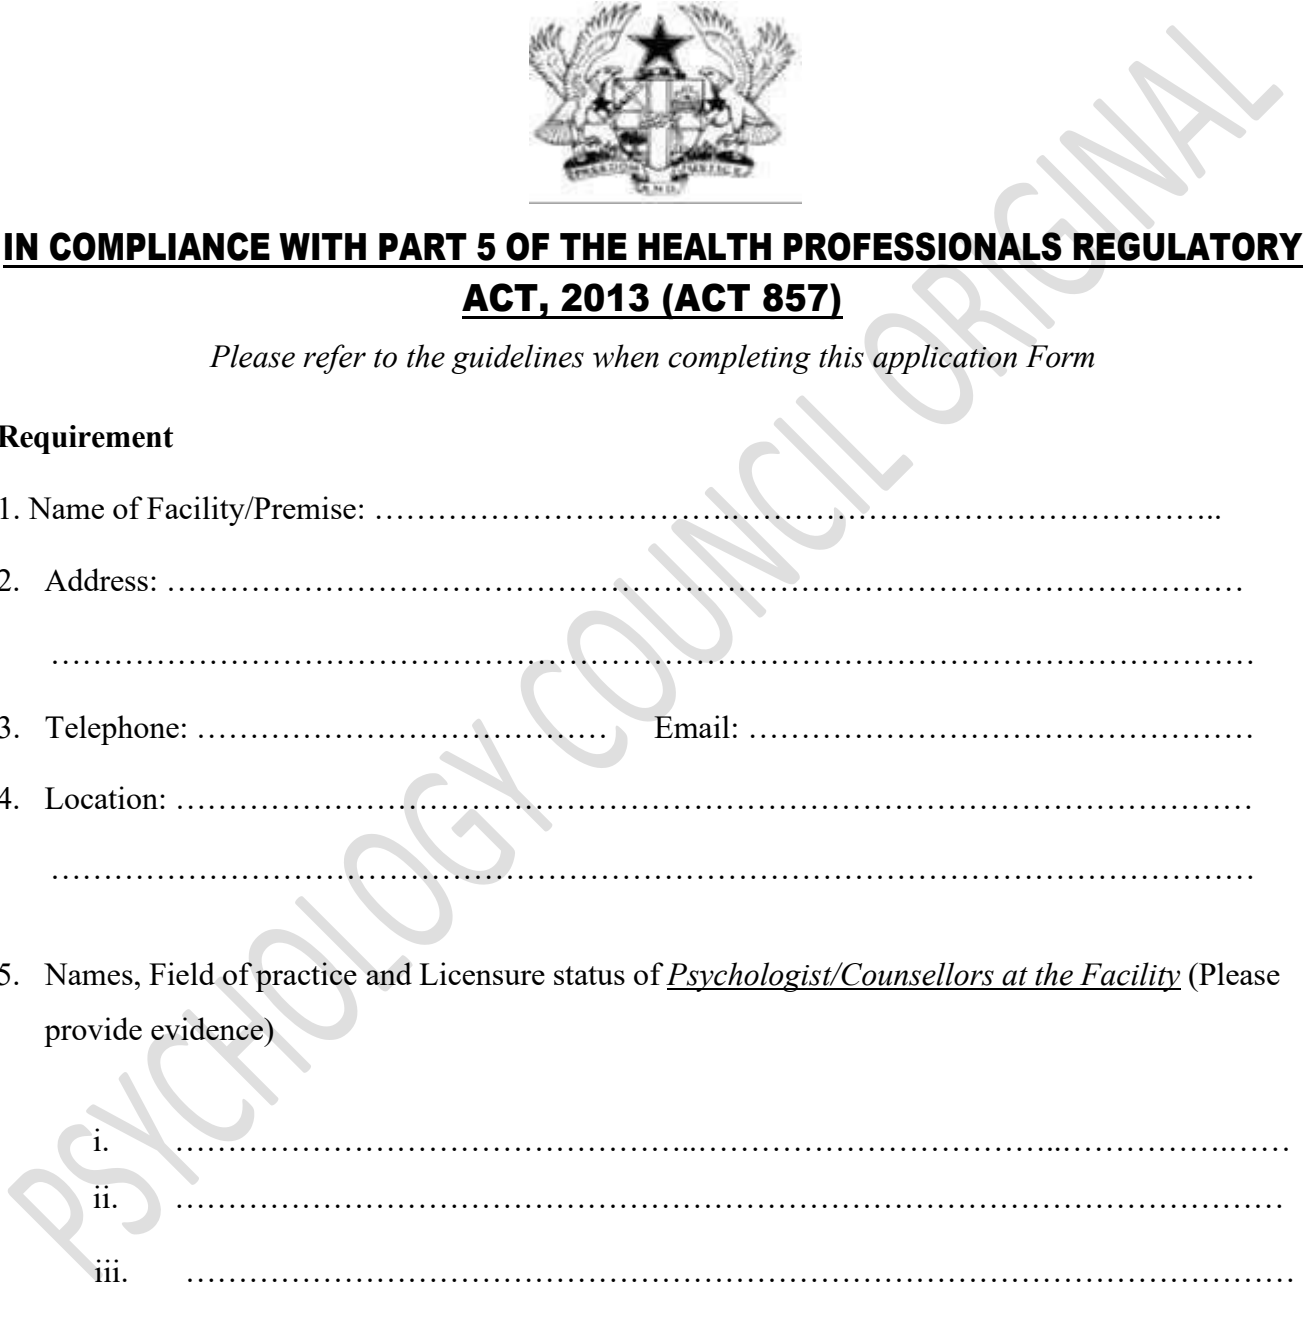 FREEDOM AND JUSTICE
IN COMPLIANCE WITH PART 5 OF THE HEALTH PROFESSIONALS REGULATORY
ACT, 2013 (ACT 857)
Please refer to the guidelines when completing this application Form
Requirement
1. Name of Facility/Premise: ……………………………..………………………………………..
2. Address: ……………………………………………………………………………………
……………………………………………………………………………………………
3. Telephone: ……………………………… Email: ………………………………………
4. Location: ……………………………………………………………………………………
……………………………………………………………………………………………
5. Names, Field of practice and Licensure status of Psychologist/Counsellors at the Facility (Please
provide evidence)
i. ………………………………………..…………………………..…………….……
ii. ………………………………………………………………………………………
iii. ………………………………………………………………………………………
PSYCHOLOGY COUNCIL ORIGINAL